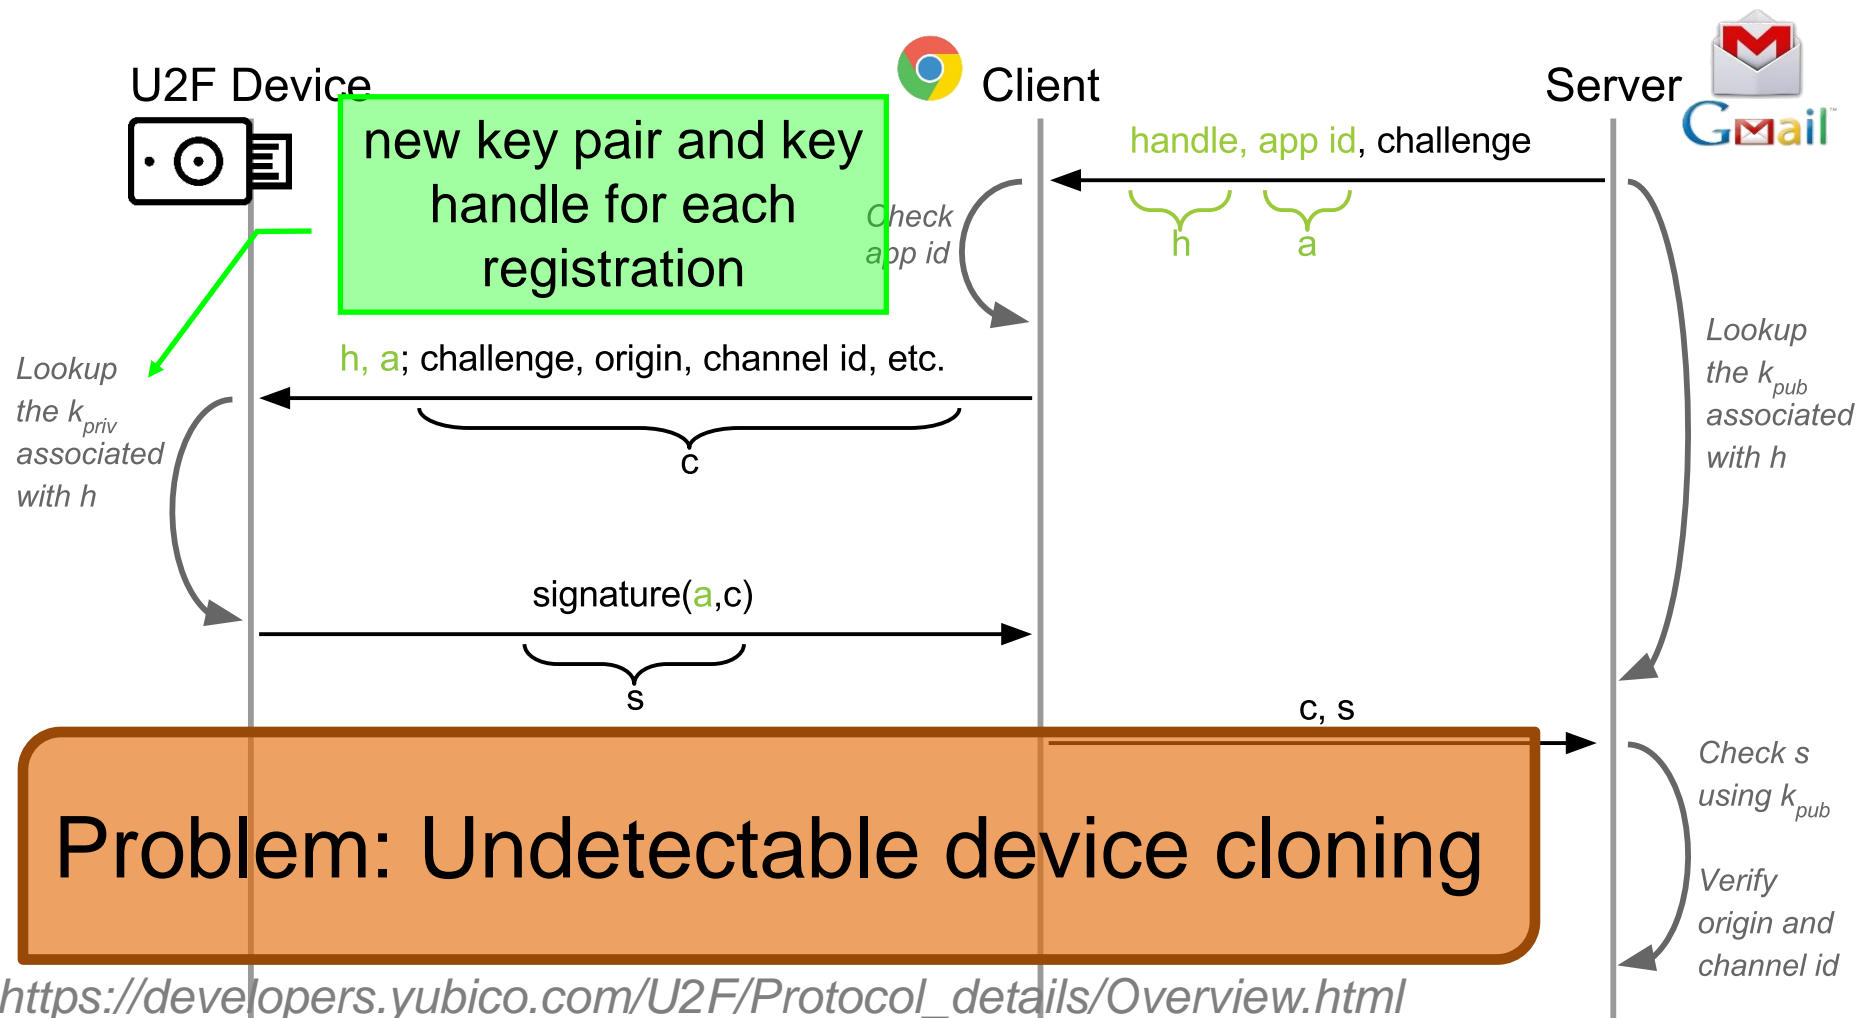 U2F Device
Client
Server
Gmail™
new key pair and key
handle for each
registration
handle, app id, challenge
h
a
Check
app id
h, a; challenge, origin, channel id, etc.
c
Lookup
the kpriv
associated
with h
Lookup
the kpub
associated
with h
signature(a,c)
s
c, s
Check s
using kpub
Verify
origin and
channel id
Problem: Undetectable device cloning
https://developers.yubico.com/U2F/Protocol_details/Overview.html